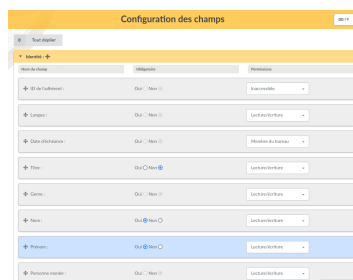 Configuration des champs
Tout déplier
Identité :
Nom du champ Obligatoire Permissions
ID de l'adhérent : Oui Non Inaccessible
Langue : Oui Non Lecture/écriture
Date d'échéance : Oui Non Membre du bureau
Titre : Oui Non Lecture/écriture
Genre : Oui Non Lecture/écriture
Nom : Oui Non Lecture/écriture
Prénom : Oui Non Lecture/écriture
Personne morale : Oui Non Lecture/écriture